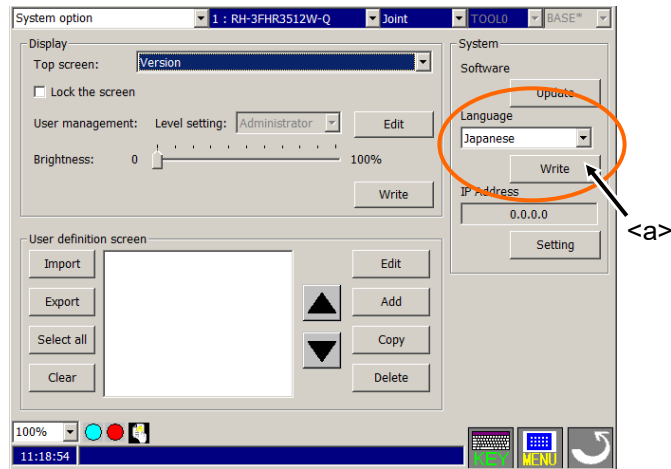 System option 1 : RH-3FHR3512W-Q Joint TOOL0 BASE*
Display
Top screen: Version
Lock the screen
User management: Level setting: Administrator Edit
Brightness: 0 100%
Write
System
Software
Update
Language
Japanese
Write
IP Address
0.0.0.0
Setting
<a>
User definition screen
Import Edit
Export Add
Select all Copy
Clear Delete
100%
11:18:54
KEY MENU